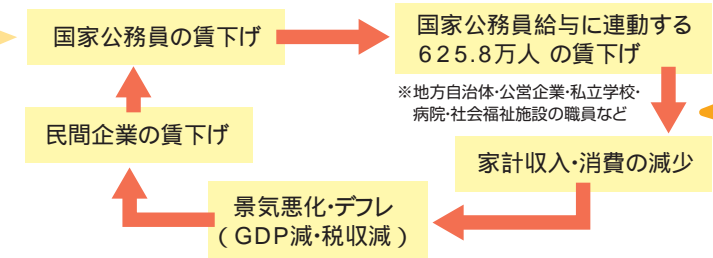 国家公務員の賃下げ
国家公務員給与に連動する
625.8万人 の賃下げ
※地方自治体・公営企業・私立学校・
病院・社会福祉施設の職員など
家計収入・消費の減少
景気悪化・デフレ
(GDP減・税収減)
民間企業の賃下げ